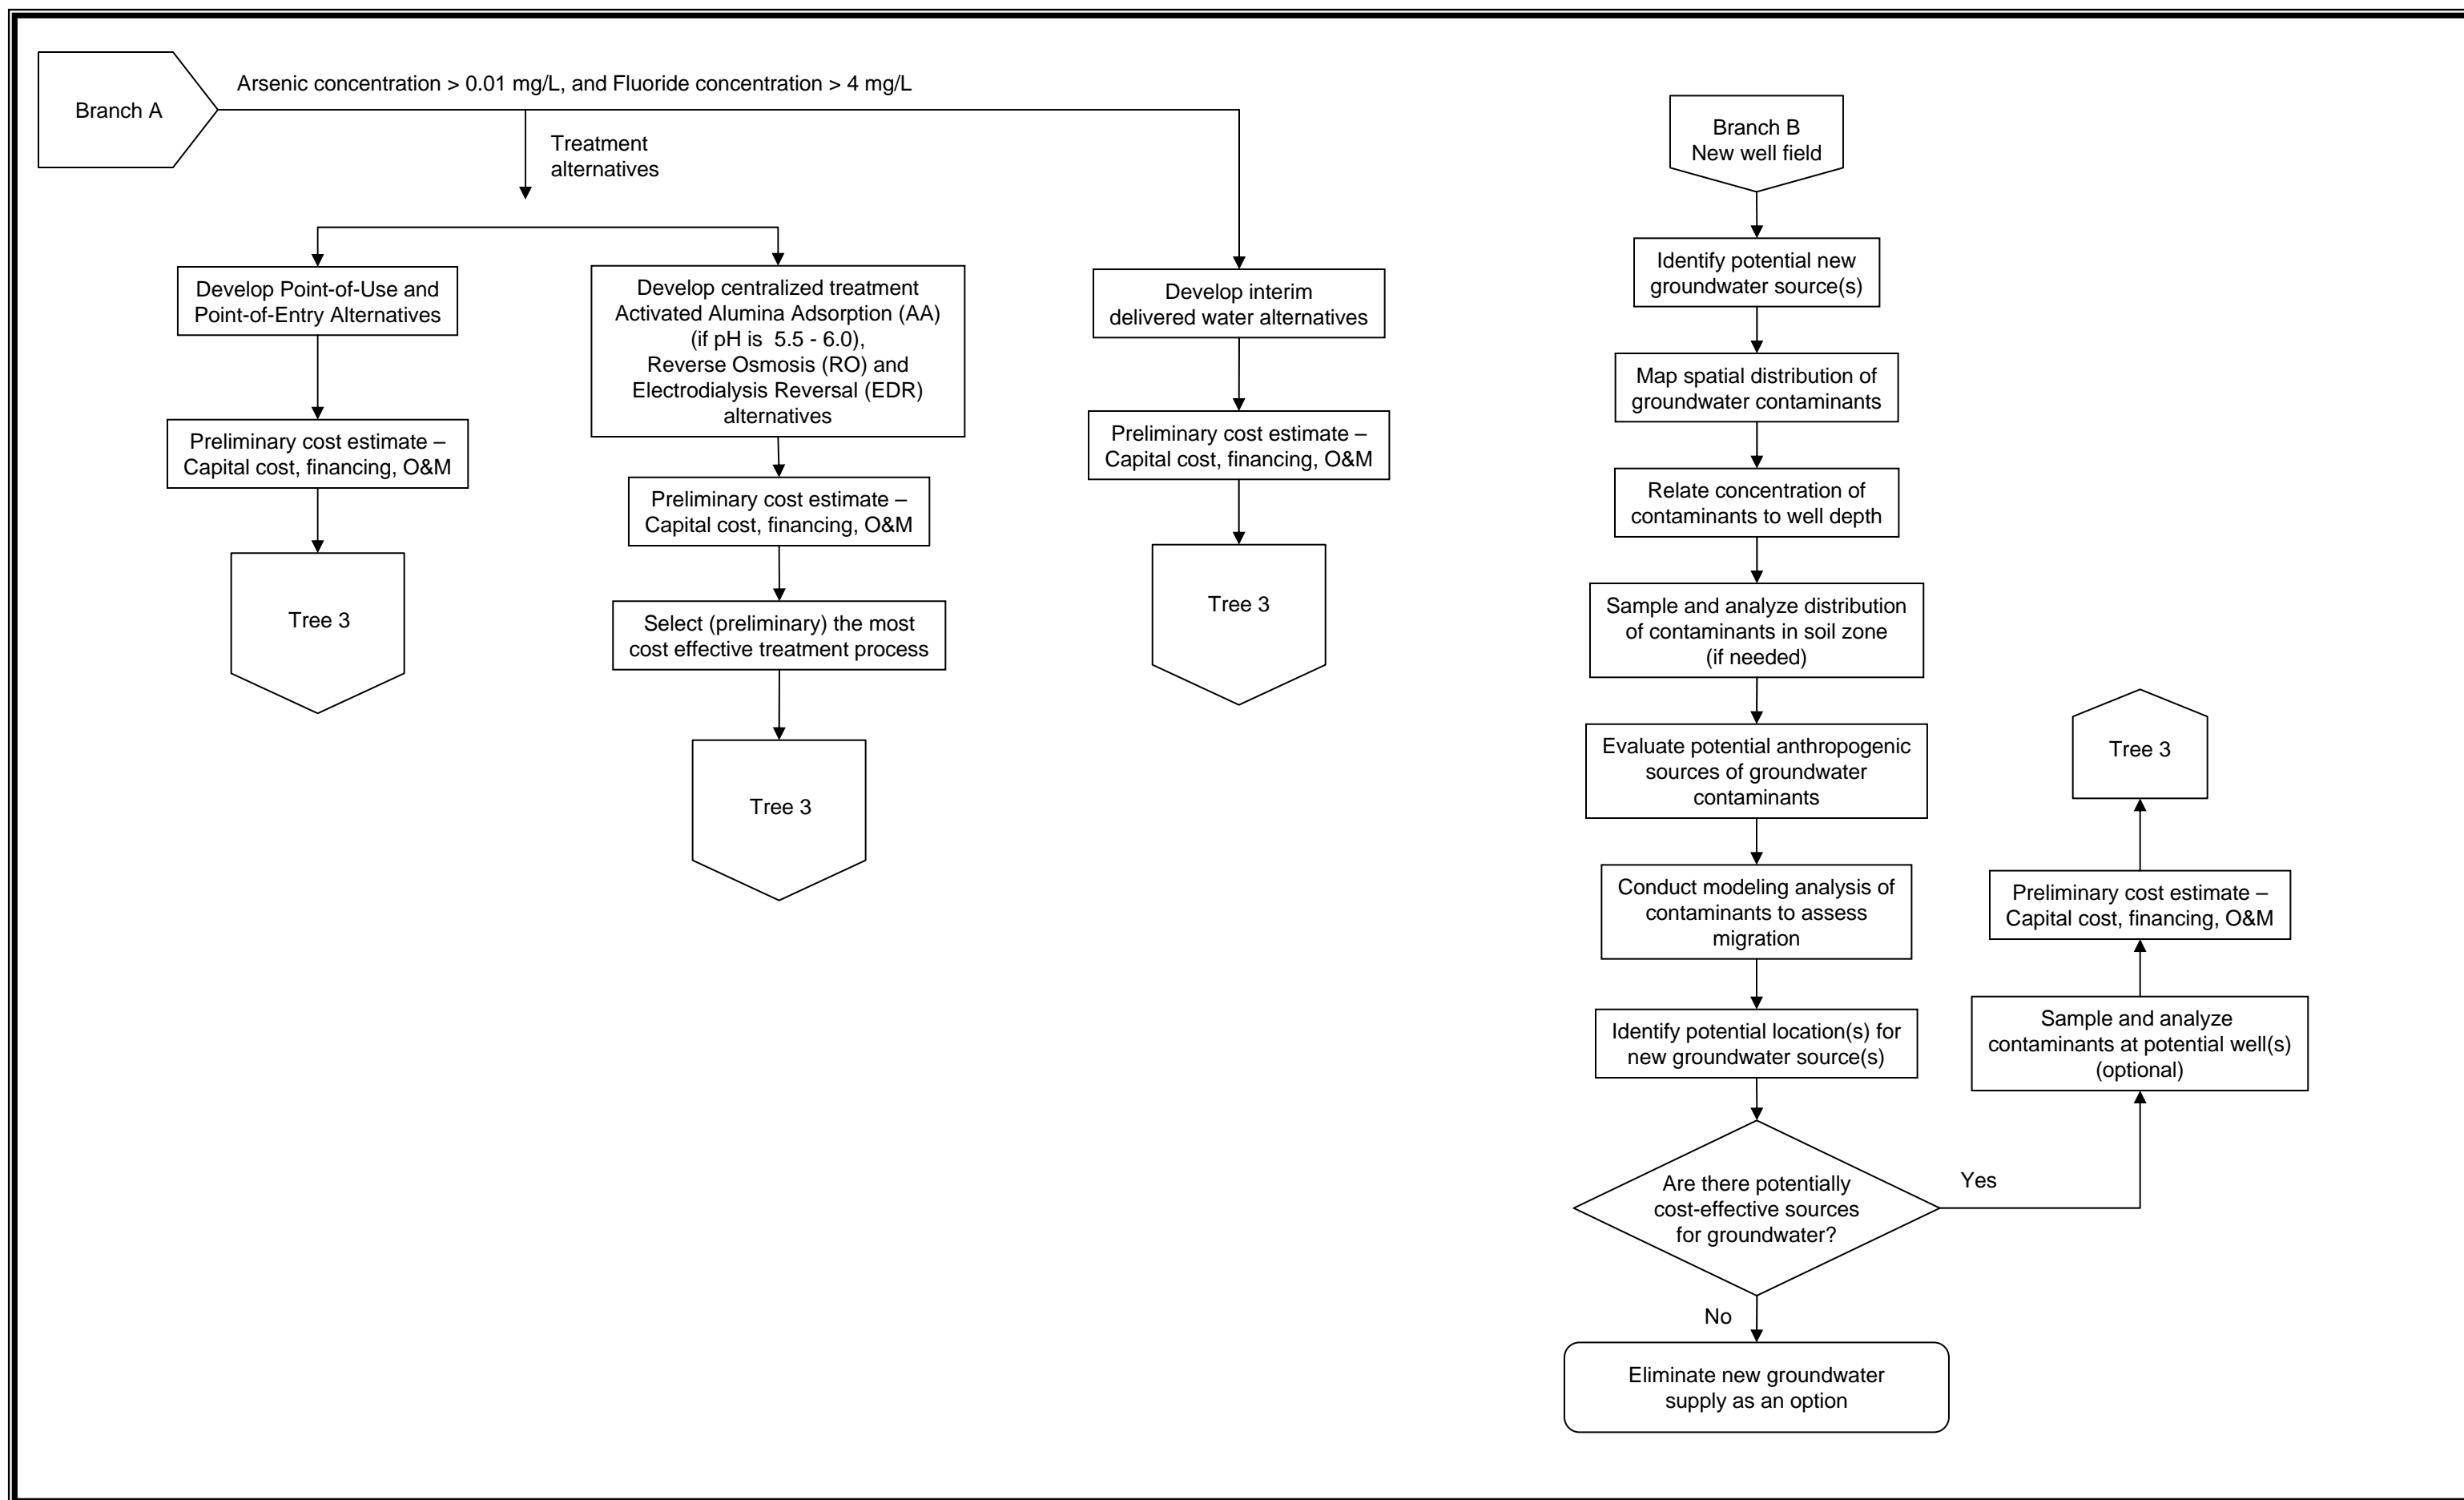 Branch A
Arsenic concentration > 0.01 mg/L, and Fluoride concentration > 4 mg/L
Treatment
alternatives
Develop Point-of-Use and
Point-of-Entry Alternatives
Preliminary cost estimate –
Capital cost, financing, O&M
Tree 3
Develop centralized treatment
Activated Alumina Adsorption (AA)
(if pH is  5.5 - 6.0),
Reverse Osmosis (RO) and
Electrodialysis Reversal (EDR)
alternatives
Preliminary cost estimate –
Capital cost, financing, O&M
Select (preliminary) the most
cost effective treatment process
Tree 3
Develop interim
delivered water alternatives
Preliminary cost estimate –
Capital cost, financing, O&M
Tree 3
Branch B
New well field
Identify potential new
groundwater source(s)
Map spatial distribution of
groundwater contaminants
Relate concentration of
contaminants to well depth
Sample and analyze distribution
of contaminants in soil zone
(if needed)
Evaluate potential anthropogenic
sources of groundwater
contaminants
Conduct modeling analysis of
contaminants to assess
migration
Identify potential location(s) for
new groundwater source(s)
Are there potentially
cost-effective sources
for groundwater?
No
Eliminate new groundwater
supply as an option
Yes
Sample and analyze
contaminants at potential well(s)
(optional)
Preliminary cost estimate –
Capital cost, financing, O&M
Tree 3